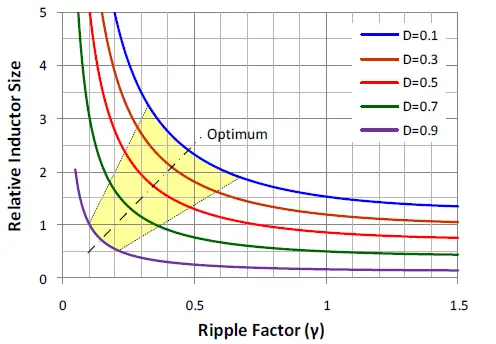 Relative Inductor Size
5
4
3
2
1
0
D=0.1
D=0.3
D=0.5
D=0.7
D=0.9
. Optimum
0
0.5
1
1.5
Ripple Factor (γ)